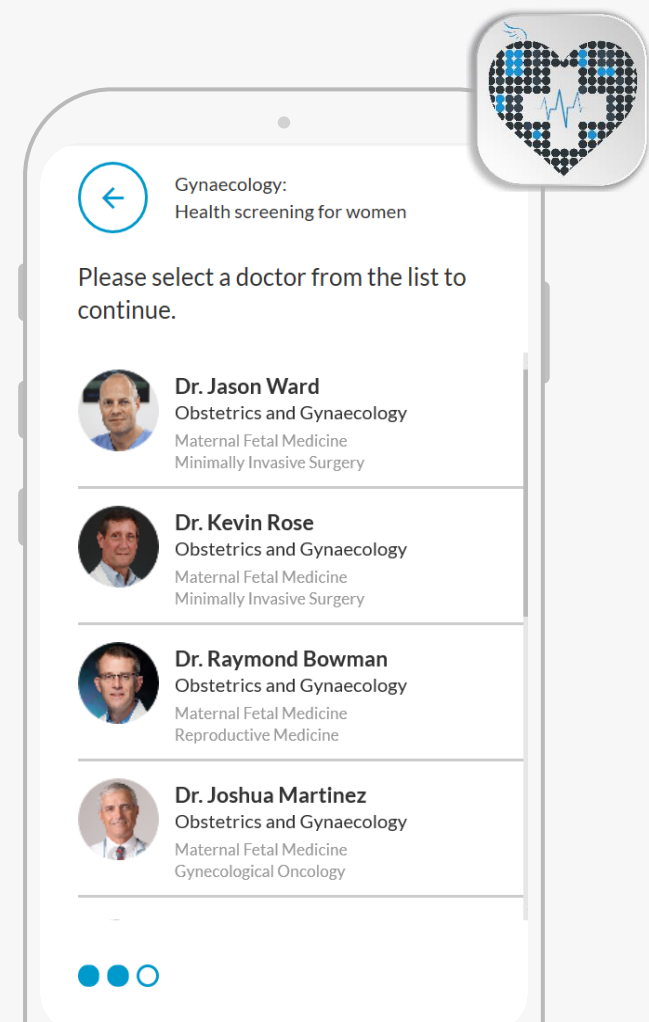 Gynaecology:
Health screening for women
Please select a doctor from the list to
continue.
Dr. Jason Ward
Obstetrics and Gynaecology
Maternal Fetal Medicine
Minimally Invasive Surgery
Dr. Kevin Rose
Obstetrics and Gynaecology
Maternal Fetal Medicine
Minimally Invasive Surgery
Dr. Raymond Bowman
Obstetrics and Gynaecology
Maternal Fetal Medicine
Reproductive Medicine
Dr. Joshua Martinez
Obstetrics and Gynaecology
Maternal Fetal Medicine
Gynecological Oncology